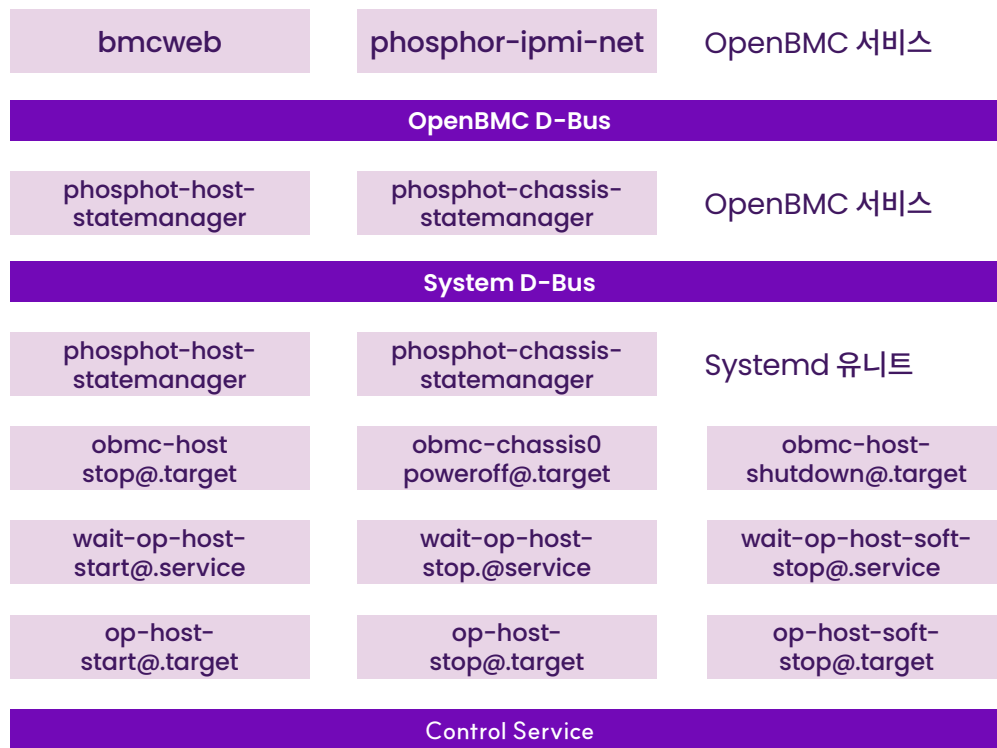 bmcweb
phosphor-ipmi-net
OpenBMC 서비스
OpenBMC D-Bus
phosphot-host-
statemanager
phosphot-chassis-
statemanager
OpenBMC 서비스
System D-Bus
phosphot-host-
statemanager
phosphot-chassis-
statemanager
Systemd 유니트
obmc-host
stop@.target
obmc-chassis0
poweroff@.target
obmc-host-
shutdown@.target
wait-op-host-
start@.service
wait-op-host-
stop.@service
wait-op-host-soft-
stop@.service
op-host-
start@.target
op-host-
stop@.target
op-host-soft-
stop@.target
Control Service